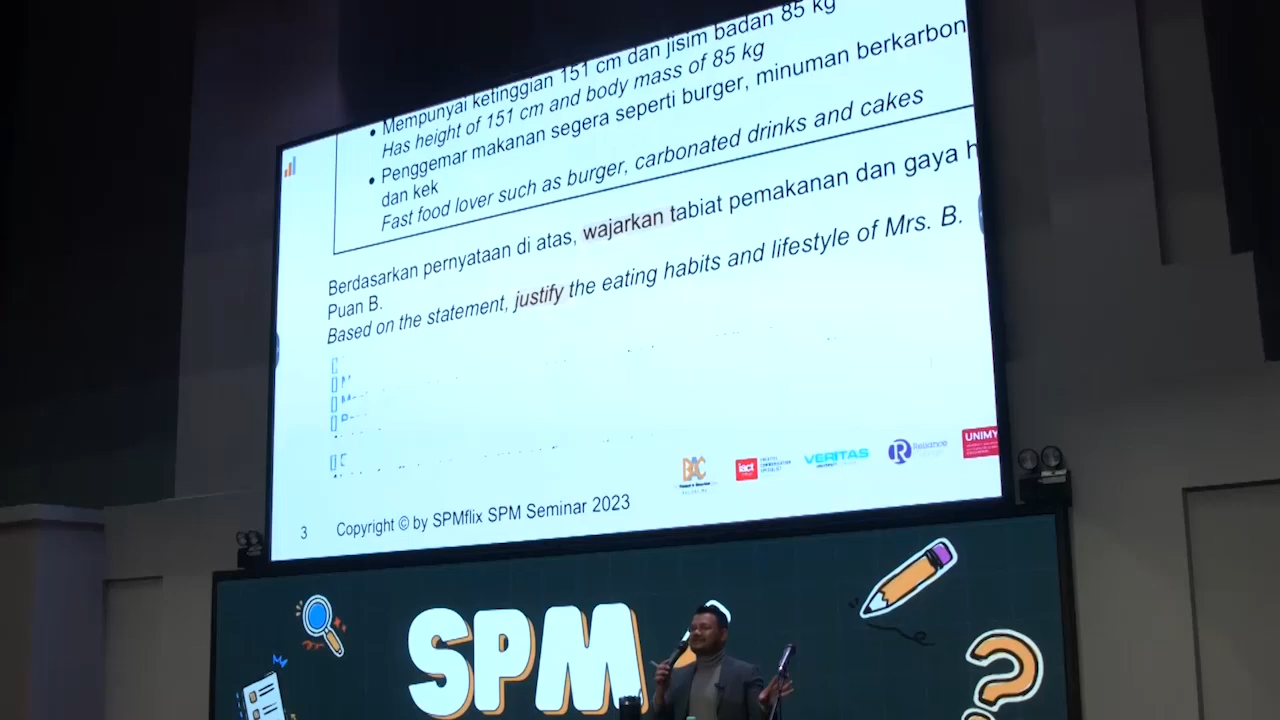 • Mempunyai ketinggian 151 cm dan jisim badan 85 kg
Has height of 151 cm and body mass of 85 kg
• Penggemar makanan segera seperti burger, minuman berkarbon
dan kek
Fast food lover such as burger, carbonated drinks and cakes
Berdasarkan pernyataan di atas, wajarkan tabiat pemakanan dan gaya h
Puan B.
Based on the statement, justify the eating habits and lifestyle of Mrs. B.
BAC
iact
VERITAS
Reliance
UNIMY
3 Copyright © by SPMflix SPM Seminar 2023
SPM